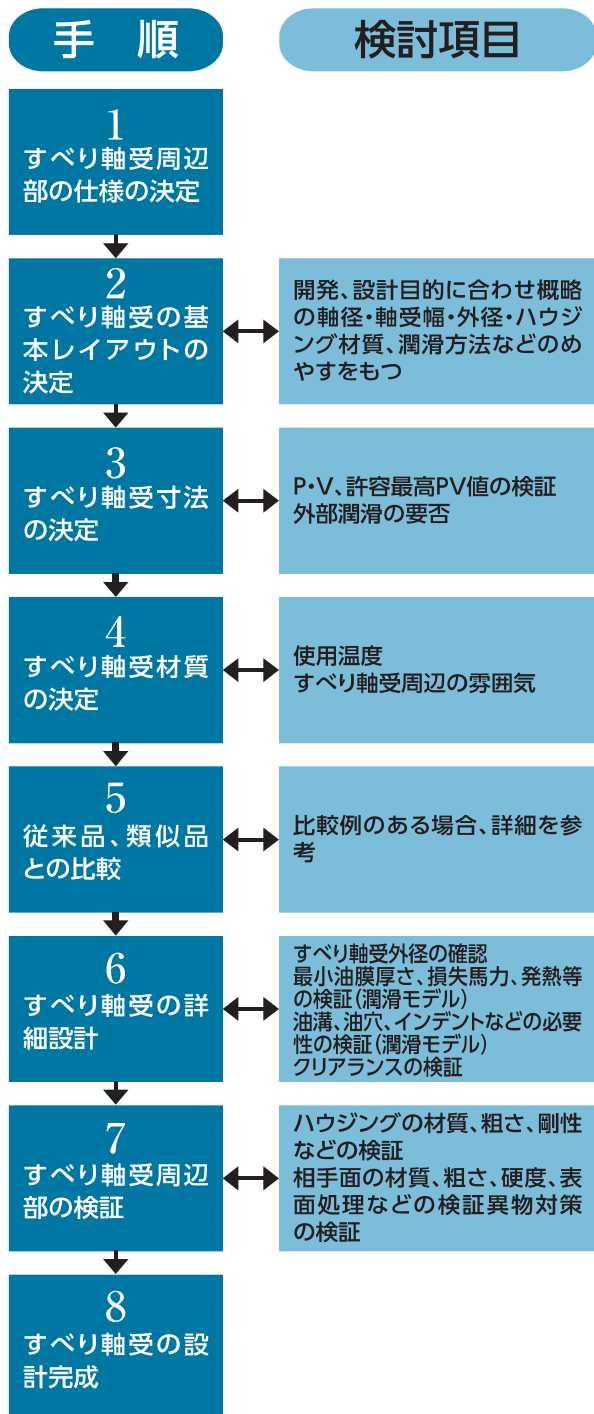 手　順
検討項目
1
すべり軸受周辺
部の仕様の決定
2
すべり軸受の基
本レイアウトの
決定
開発、設計目的に合わせ概略
の軸径・軸受幅・外径・ハウジ
ング材質、潤滑方法などのめ
やすをもつ
3
すべり軸受寸法
の決定
P・V、許容最高PV値の検証
外部潤滑の要否
4
すべり軸受材質
の決定
使用温度
すべり軸受周辺の雰囲気
5
従来品、類似品
との比較
比較例のある場合、詳細を参
考
6
すべり軸受の詳
細設計
すべり軸受外径の確認
最小油膜厚さ、損失馬力、発熱等
の検証（潤滑モデル）
油溝、油穴、インデントなどの必要
性の検証（潤滑モデル）
クリアランスの検証
7
すべり軸受周辺
部の検証
ハウジングの材質、粗さ、剛性
などの検証
相手面の材質、粗さ、硬度、表
面処理などの検証異物対策
の検証
8
すべり軸受の設
計完成